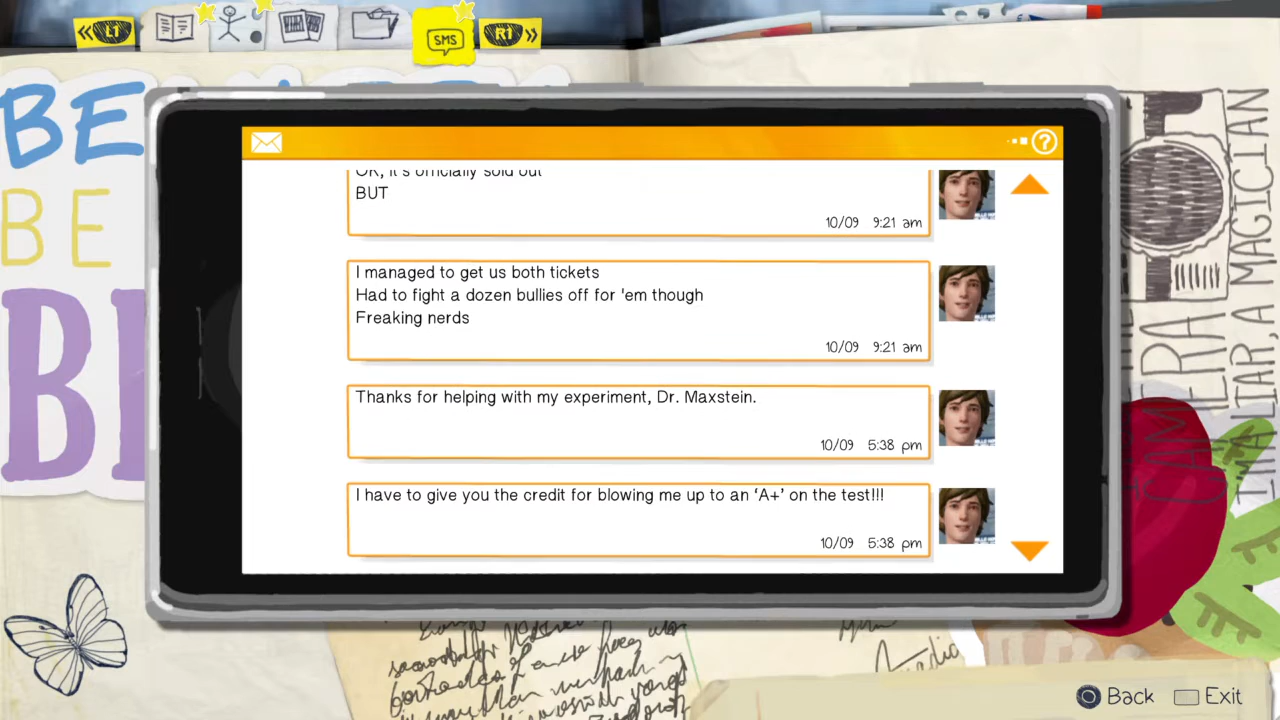 L1
SMS
R1
BE
BE
OK, it's officially sold out
BUT
10/09 9:21 am
I managed to get us both tickets
Had to fight a dozen bullies off for 'em though
Freaking nerds
10/09 9:21 am
Thanks for helping with my experiment, Dr. Maxstein.
10/09 5:38 pm
I have to give you the credit for blowing me up to an ‘A+’ on the test!!!
10/09 5:38 pm
LIAR, A MAGICIAN
Back
Exit